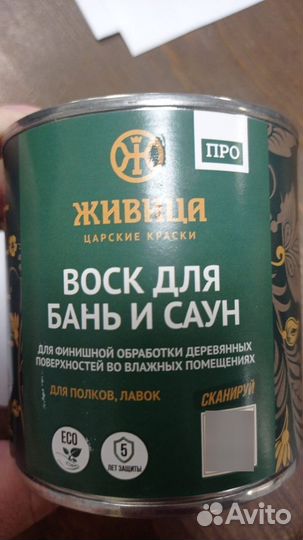 ПРО
ЖИВИЦА
ЦАРСКИЕ КРАСКИ
ВОСК ДЛЯ
БАНЬ И САУН
ДЛЯ ФИНИШНОЙ ОБРАБОТКИ ДЕРЕВЯННЫХ
ПОВЕРХНОСТЕЙ ВО ВЛАЖНЫХ ПОМЕЩЕНИЯХ
ДЛЯ ПОЛКОВ, ЛАВОК
СКАНИРУЙ
ECO
5
ЛЕТ ЗАЩИТЫ
Avito